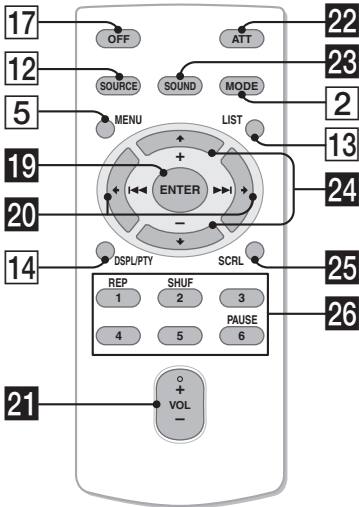 17 OFF ATT 22
12 SOURCE SOUND MODE 23
2
5 MENU LIST 13
19 + ENTER 24
20 −
14 DSPL/PTY SCRL 25
REP SHUF
1 2 3
PAUSE 26
4 5 6
21 + VOL −